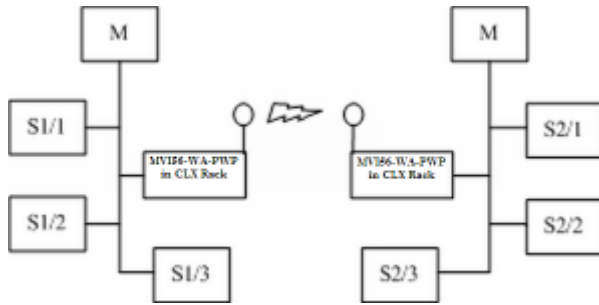 M
M
S1/1
S2/1
MVI56-WA-PWP
in CLX Rack
MVI56-WA-PWP
in CLX Rack
S1/2
S2/2
S1/3
S2/3